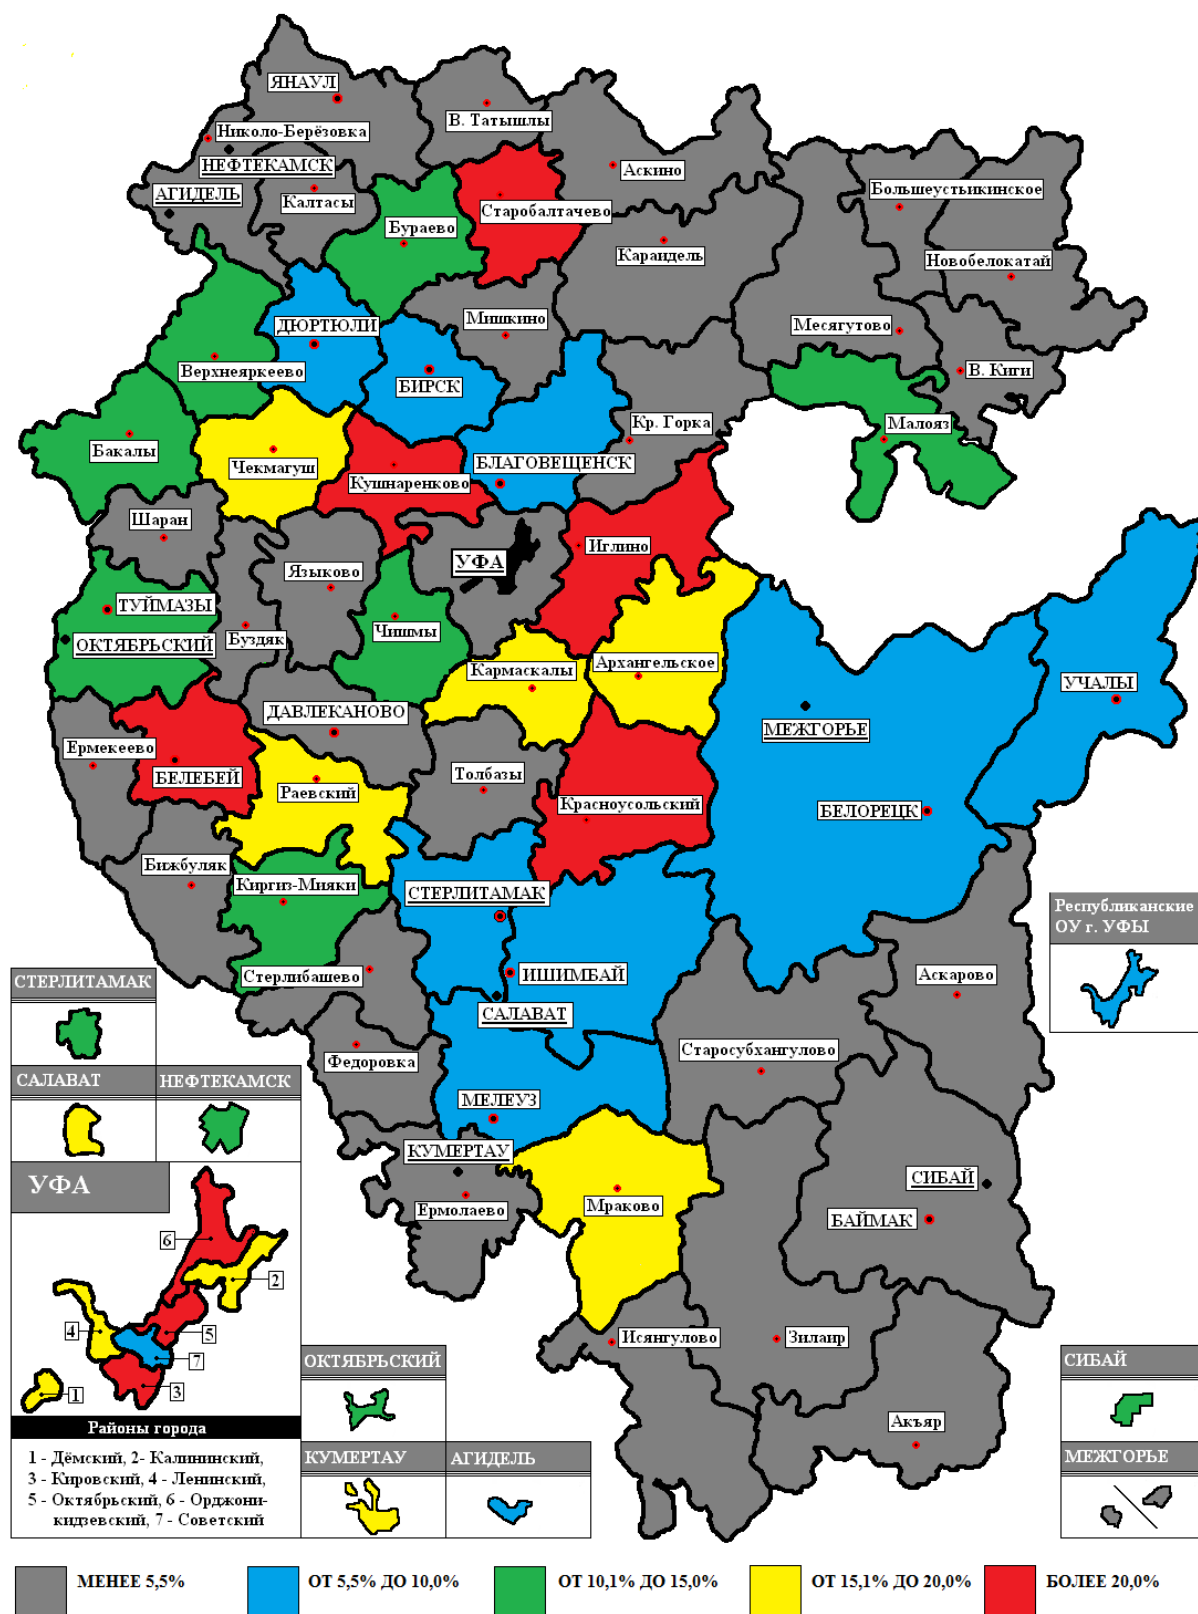 ЯНАУЛ
В. Татышлы
Николо-Берёзовка
НЕФТЕКАМСК
Аскино
АГИДЕЛЬ
Калтасы
Большеустьикинское
Старобалтачево
Бураево
Караидель
Новобелокатай
Мишкино
ДЮРТЮЛИ
Месягутово
Верхнеяркеево
БИРСК
В. Киги
Кр. Горка
Малояз
Бакалы
Чекмагуш
БЛАГОВЕЩЕНСК
Кушнаренково
Шаран
Иглино
УФА
Языково
ТУЙМАЗЫ
Чишмы
Буздяк
ОКТЯБРЬСКИЙ
Кармаскалы
Архангельское
УЧАЛЫ
ДАВЛЕКАНОВО
МЕЖГОРЬЕ
Ермекеево
БЕЛЕБЕЙ
Толбазы
Раевский
Красноусольский
БЕЛОРЕЦК
Бижбуляк
Киргиз-Мияки
СТЕРЛИТАМАК
Республиканские
ОУ г. УФЫ
Стерлибашево
ИШИМБАЙ
Аскарово
СТЕРЛИТАМАК
САЛАВАТ
Старосубхангулово
Федоровка
САЛАВАТ
НЕФТЕКАМСК
МЕЛЕУЗ
КУМЕРТАУ
СИБАЙ
УФА
Ермолаево
Мраково
БАЙМАК
6
2
4
5
7
1
3
Исянгулово
Зилаир
ОКТЯБРЬСКИЙ
СИБАЙ
Акъяр
Районы города
1 - Дёмский, 2- Калининский,
3 - Кировский, 4 - Ленинский,
5 - Октябрьский, 6 - Орджони-
кидзевский, 7 - Советский
КУМЕРТАУ
АГИДЕЛЬ
МЕЖГОРЬЕ
МЕНЕЕ 5,5%
ОТ 5,5% ДО 10,0%
ОТ 10,1% ДО 15,0%
ОТ 15,1% ДО 20,0%
БОЛЕЕ 20,0%